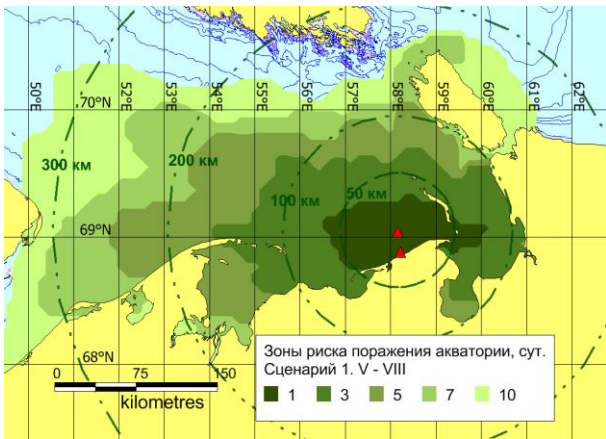 50°E 52°E 53°E 54°E 55°E 56°E 57°E 58°E 59°E 60°E 61°E 62°E
70°N
300 км
200 км
100 км
50 км
69°N
68°N
0 75 150
kilometres
Зоны риска поражения акватории, сут.
Сценарий 1. V - VIII
1 3 5 7 10